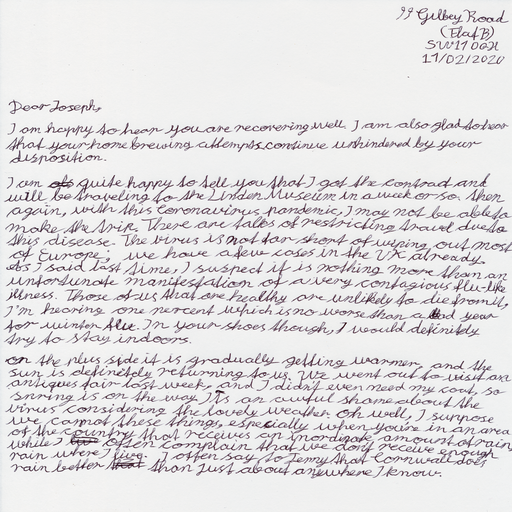 99 Gilbey Road
(Flat B)
SW17 0QH
17/02/2020
Dear Joseph,
I am happy to hear you are recovering well. I am also glad to hear
that your home brewing attempts continue unhindered by your
disposition.
I am quite happy to tell you that I got the contract and
will be traveling to the Linden Museum in a week or so. then
again, with this Coronavirus pandemic, I may not be able to
make the trip. There are talks of restricting travel due to
this disease. The virus is not far short of wiping out most
of Europe, we have a few cases in the UK already.
As I said last time, I suspect it is nothing more than an
unfortunate manifestation of a very contagious flu-like
illness. Those of us that are healthy are unlikely to die from it,
I'm hearing one percent which is no worse than a bad year
for winter flu. In your shoes though, I would definitely
try to stay indoors.
On the plus side it is gradually getting warmer, and the
sun is definitely returning to us. We went out to visit an
antiques fair last week, and I didn't even need my coat, so
spring is on the way. It's an awful shame about the
virus considering the lovely weather. Oh well, I suppose
we cannot these things, especially when you're in an area
of the country that receives an inordinate amount of rain,
while I often complain that we don't receive enough
rain where I live. I often say to Jenny that Cornwall does
rain better than just about anywhere I know.